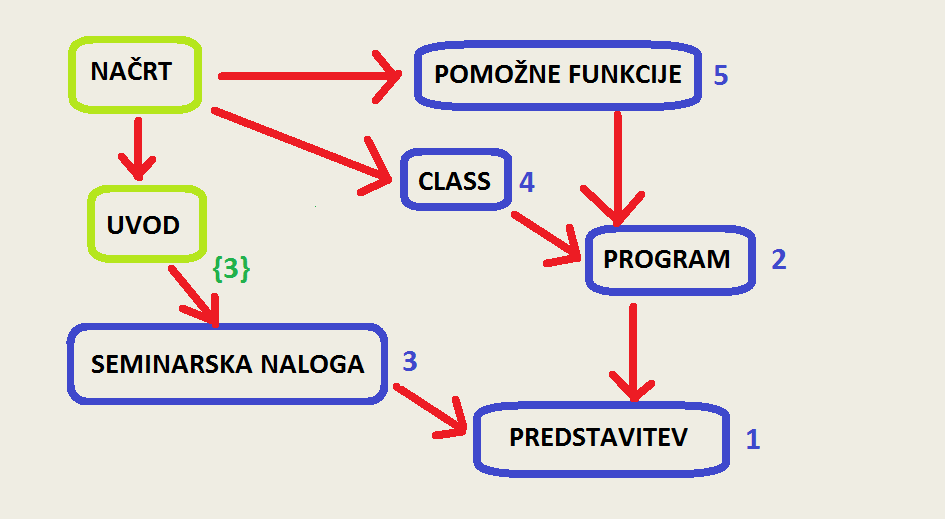 NAČRT
POMOŽNE FUNKCIJE 5
CLASS 4
UVOD
{3}
PROGRAM 2
SEMINARSKA NALOGA 3
PREDSTAVITEV 1